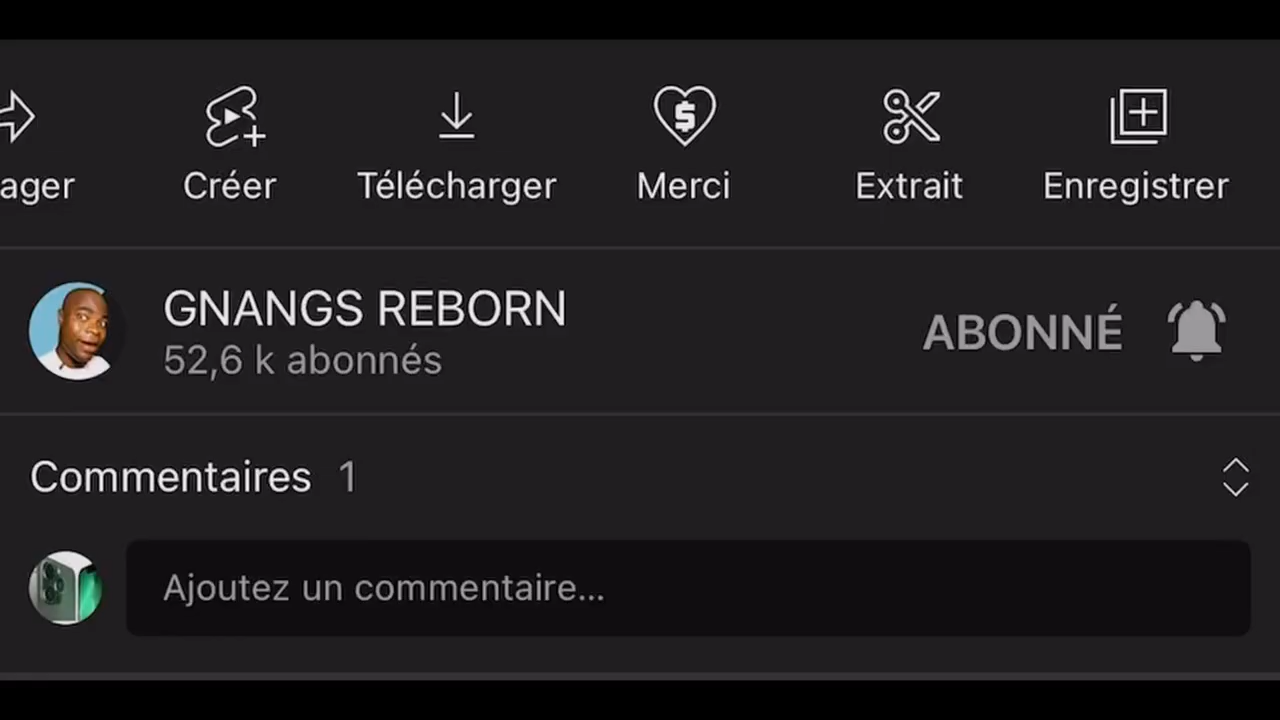 ager
Créer
Télécharger
Merci
Extrait
Enregistrer
GNANGS REBORN
52,6 k abonnés
ABONNÉ
Commentaires 1
Ajoutez un commentaire...